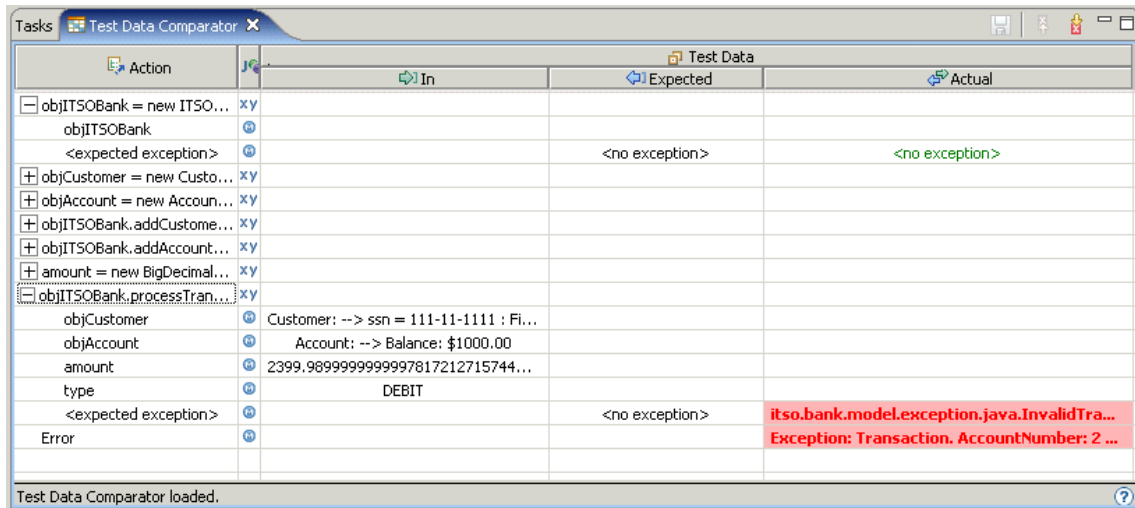 Tasks Test Data Comparator
Action Test Data
In Expected Actual
objITSOBank = new ITSO...
objITSOBank
<expected exception> <no exception> <no exception>
objCustomer = new Custo...
objAccount = new Accoun...
objITSOBank.addCustome...
objITSOBank.addAccount...
amount = new BigDecimal...
objITSOBank.processTran...
objCustomer Customer: --> ssn = 111-11-1111 : Fi...
objAccount Account: --> Balance: $1000.00
amount 2399.9899999999997817212715744...
type DEBIT
<expected exception> <no exception> itso.bank.model.exception.java.InvalidTra...
Error Exception: Transaction. AccountNumber: 2 ...
Test Data Comparator loaded.